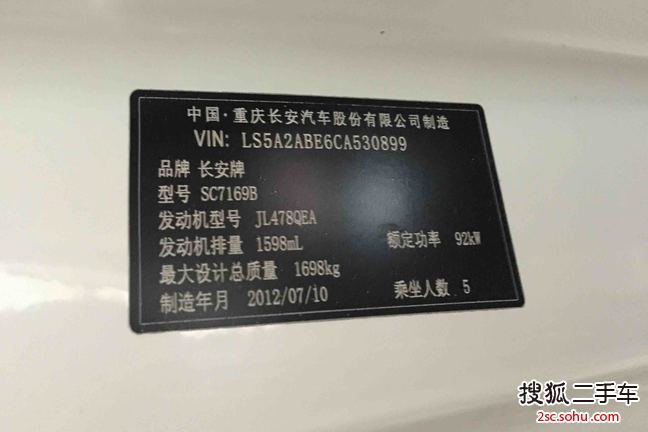 中国·重庆长安汽车股份有限公司制造
VIN: LS5A2ABE6CA530899
品牌 长安牌
型号 SC7169B
发动机型号 JL478QEA
发动机排量 1598mL 额定功率 92kW
最大设计总质量 1698kg
制造年月 2012/07/10 乘坐人数 5
搜狐二手车
2sc.sohu.com